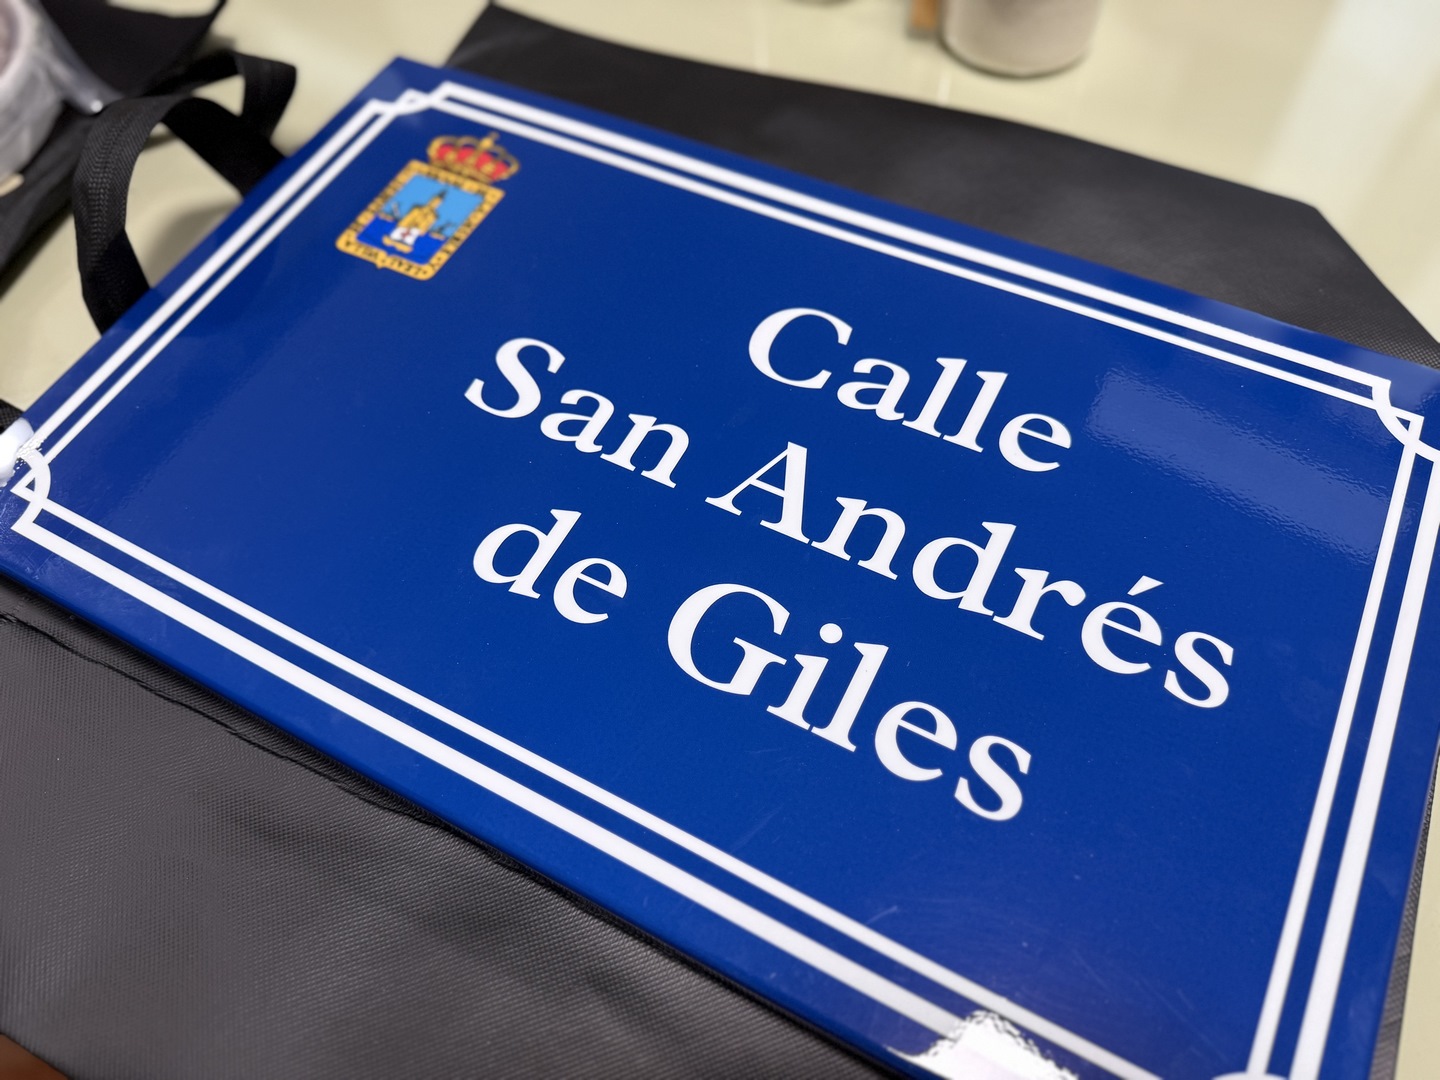 Calle
San Andrés
de Giles